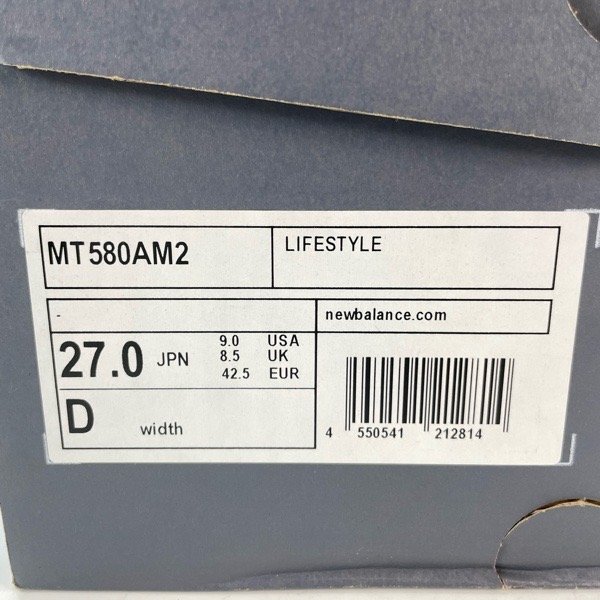 MT580AM2
LIFESTYLE
-
newbalance.com
27.0 JPN
9.0 USA
8.5 UK
42.5 EUR
D width
4 550541 212814